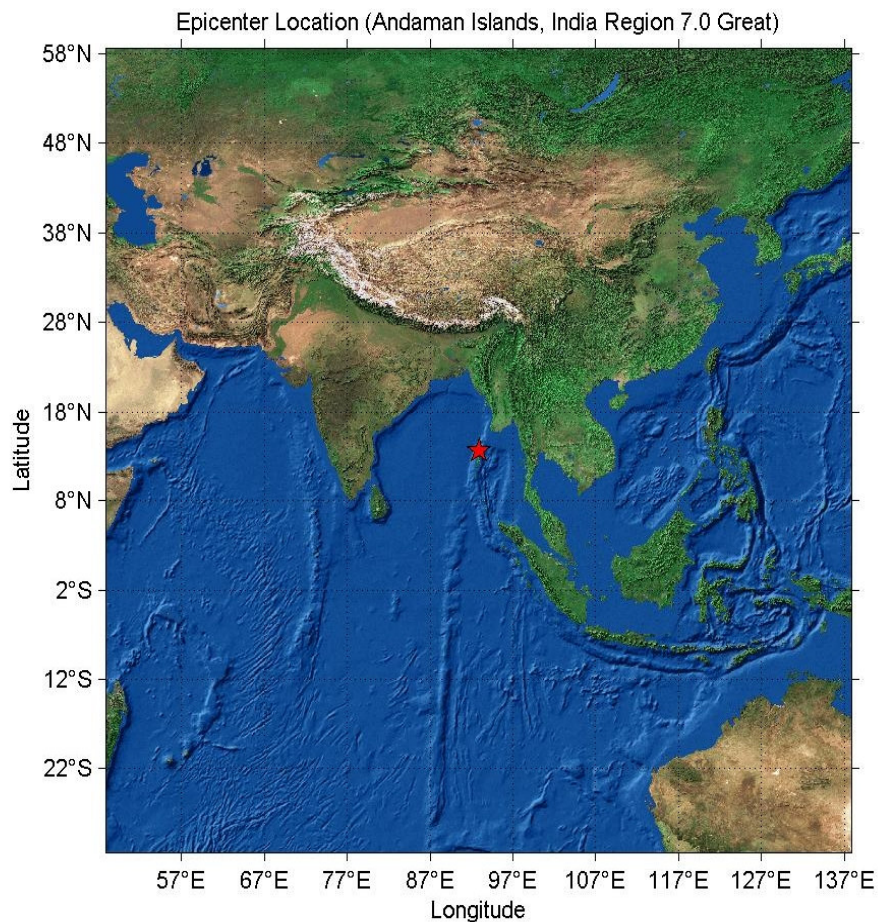 Epicenter Location (Andaman Islands, India Region 7.0 Great)
58°N
48°N
38°N
28°N
18°N
8°N
2°S
12°S
22°S
Latitude
57°E 67°E 77°E 87°E 97°E 107°E 117°E 127°E 137°E
Longitude